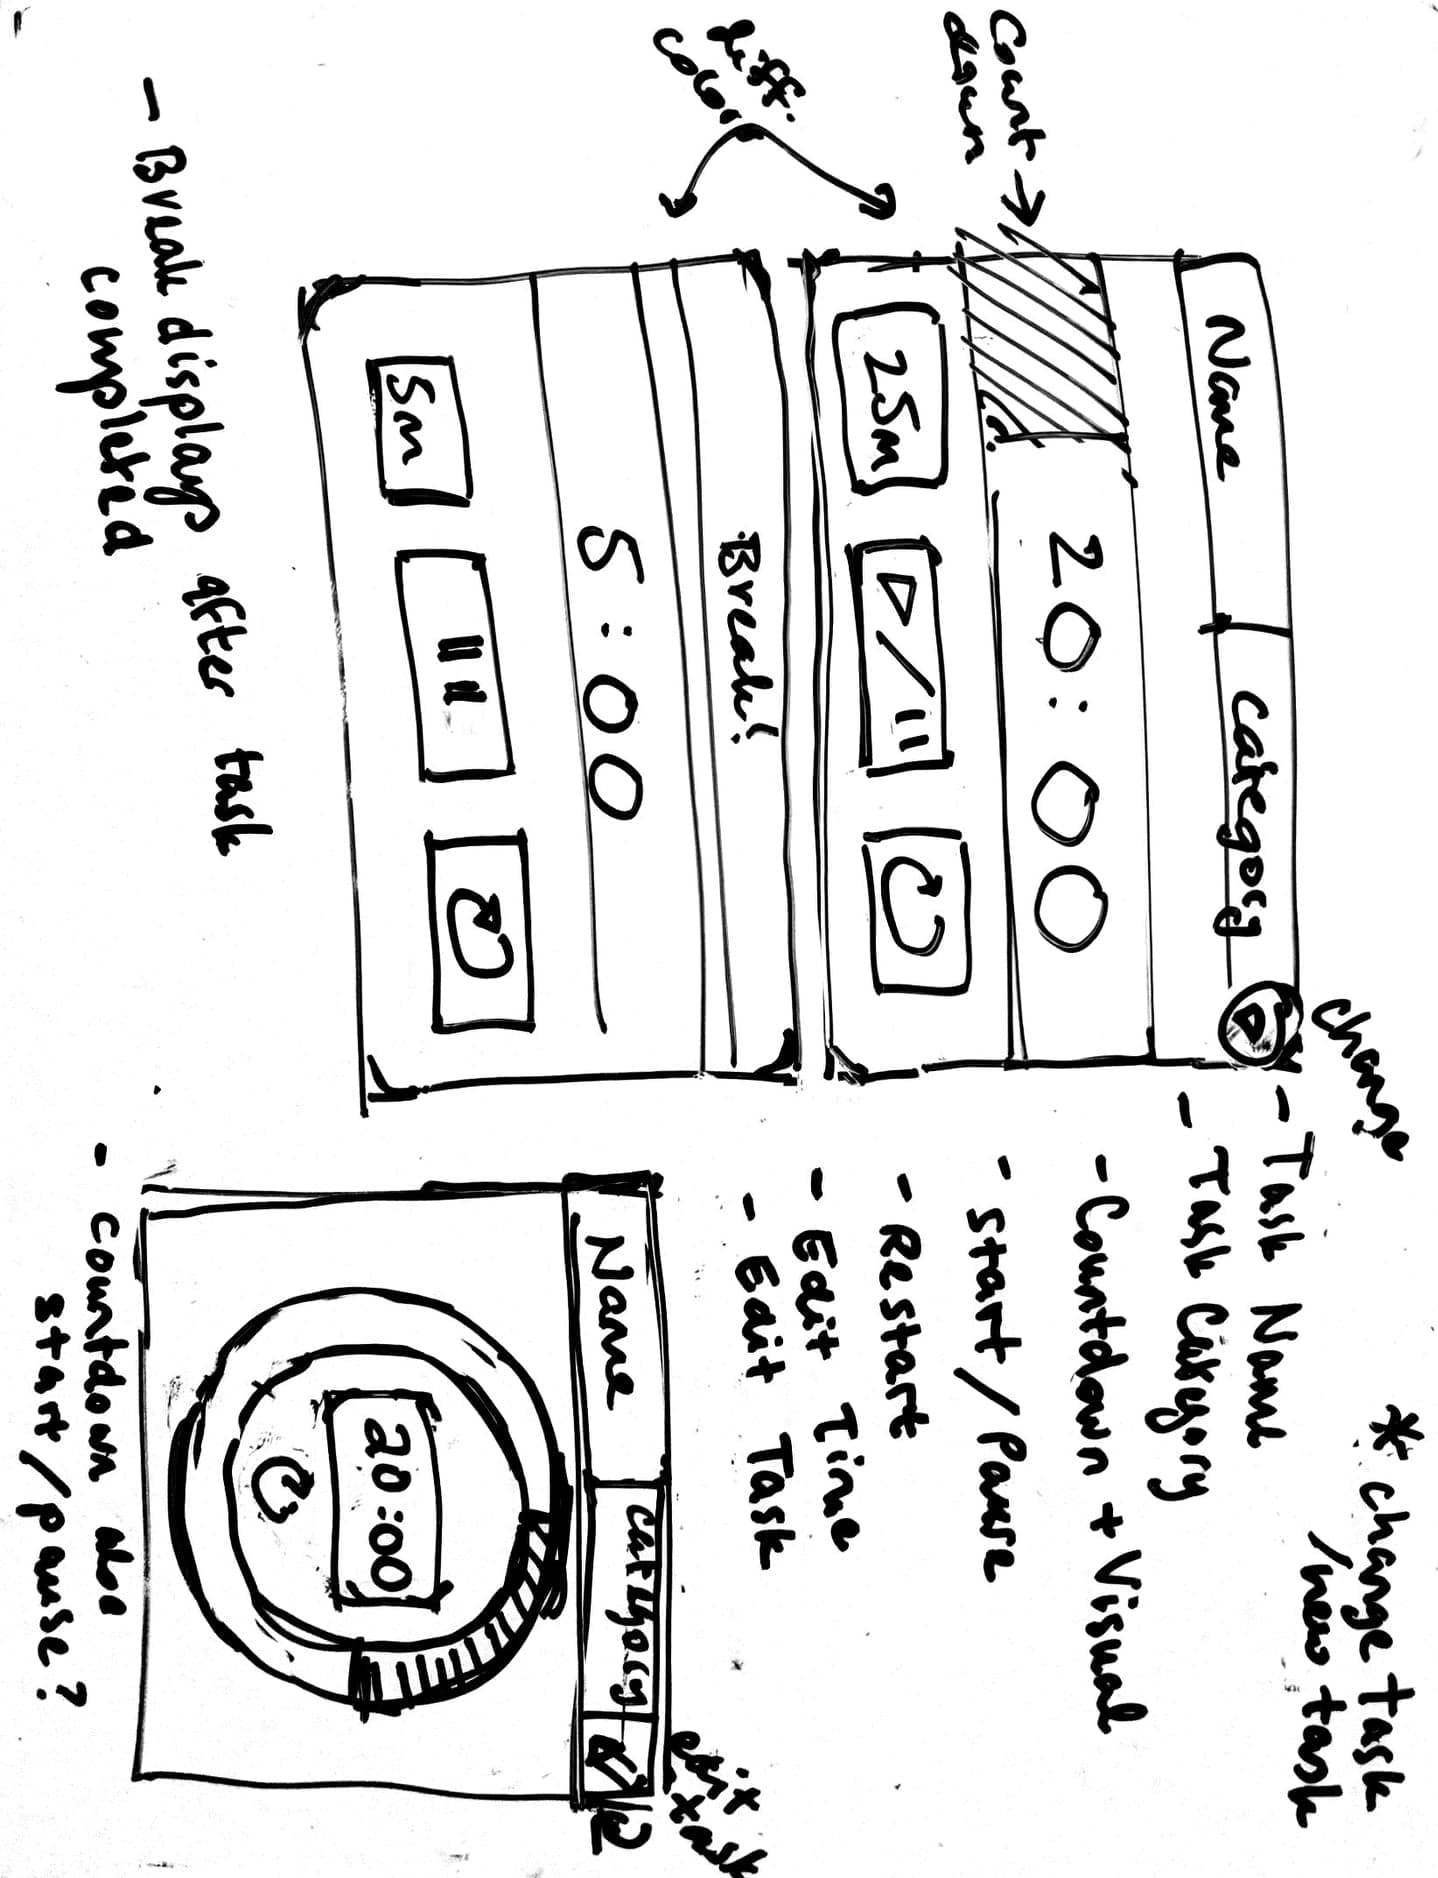 change
* change task
/new task
Name
Category
- Task Name
- Task Category
- Countdown + Visual
20:00
Count
down
- start/Pause
25m
- Restart
- Edit Time
- Edit Task
diff.
color
Break!
5:00
5m
edit
task
Name
category
20:00
- Break displays after task
completed
- countdown also
start/pause?